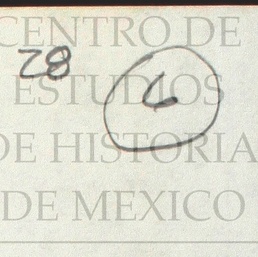 CENTRO DE
28
ESTUDIOS
6
DE HISTORIA
DE MEXICO